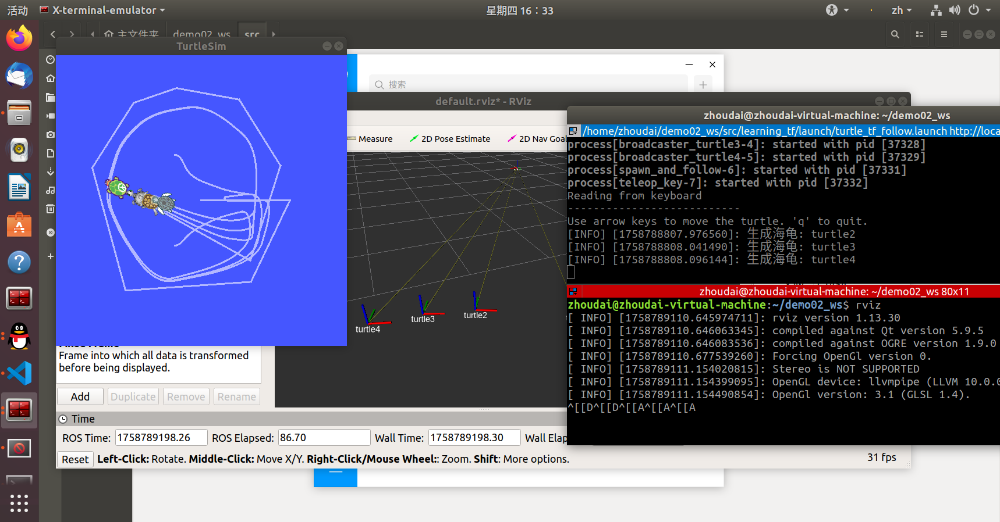 活动
X-terminal-emulator
星期四 16：33
zh
主文件夹
demo02_ws
src
TurtleSim
搜索
default.rviz* - RViz
Measure
2D Pose Estimate
2D Nav Goal
zhoudai@zhoudai-virtual-machine: ~/demo02_ws
/home/zhoudai/demo02_ws/src/learning_tf/launch/turtle_tf_follow.launch http://loca
process[broadcaster_turtle3-4]: started with pid [37328]
process[broadcaster_turtle4-5]: started with pid [37329]
process[spawn_and_follow-6]: started with pid [37331]
process[teleop_key-7]: started with pid [37332]
Reading from keyboard
---------------------------
Use arrow keys to move the turtle. 'q' to quit.
[INFO] [1758788807.976560]: 生成海龟: turtle2
[INFO] [1758788808.041490]: 生成海龟: turtle3
[INFO] [1758788808.096144]: 生成海龟: turtle4
zhoudai@zhoudai-virtual-machine: ~/demo02_ws 80x11
zhoudai@zhoudai-virtual-machine:~/demo02_ws$ rviz
[ INFO] [1758789110.645974711]: rviz version 1.13.30
[ INFO] [1758789110.646063345]: compiled against Qt version 5.9.5
[ INFO] [1758789110.646083536]: compiled against OGRE version 1.9.0
[ INFO] [1758789110.677539260]: Forcing OpenGl version 0.
[ INFO] [1758789111.154020815]: Stereo is NOT SUPPORTED
[ INFO] [1758789111.154399095]: OpenGL device: llvmpipe (LLVM 10.0.0
[ INFO] [1758789111.154490854]: OpenGl version: 3.1 (GLSL 1.4).
^[[D^[[D^[[A^[[A^[[A
turtle4
turtle3
turtle2
Frame into which all data is transformed
before being displayed.
Add
Duplicate
Remove
Rename
Time
ROS Time: 1758789198.26
ROS Elapsed: 86.70
Wall Time: 1758789198.30
Wall Elap
Reset
Left-Click: Rotate. Middle-Click: Move X/Y. Right-Click/Mouse Wheel:: Zoom. Shift: More options.
31 fps